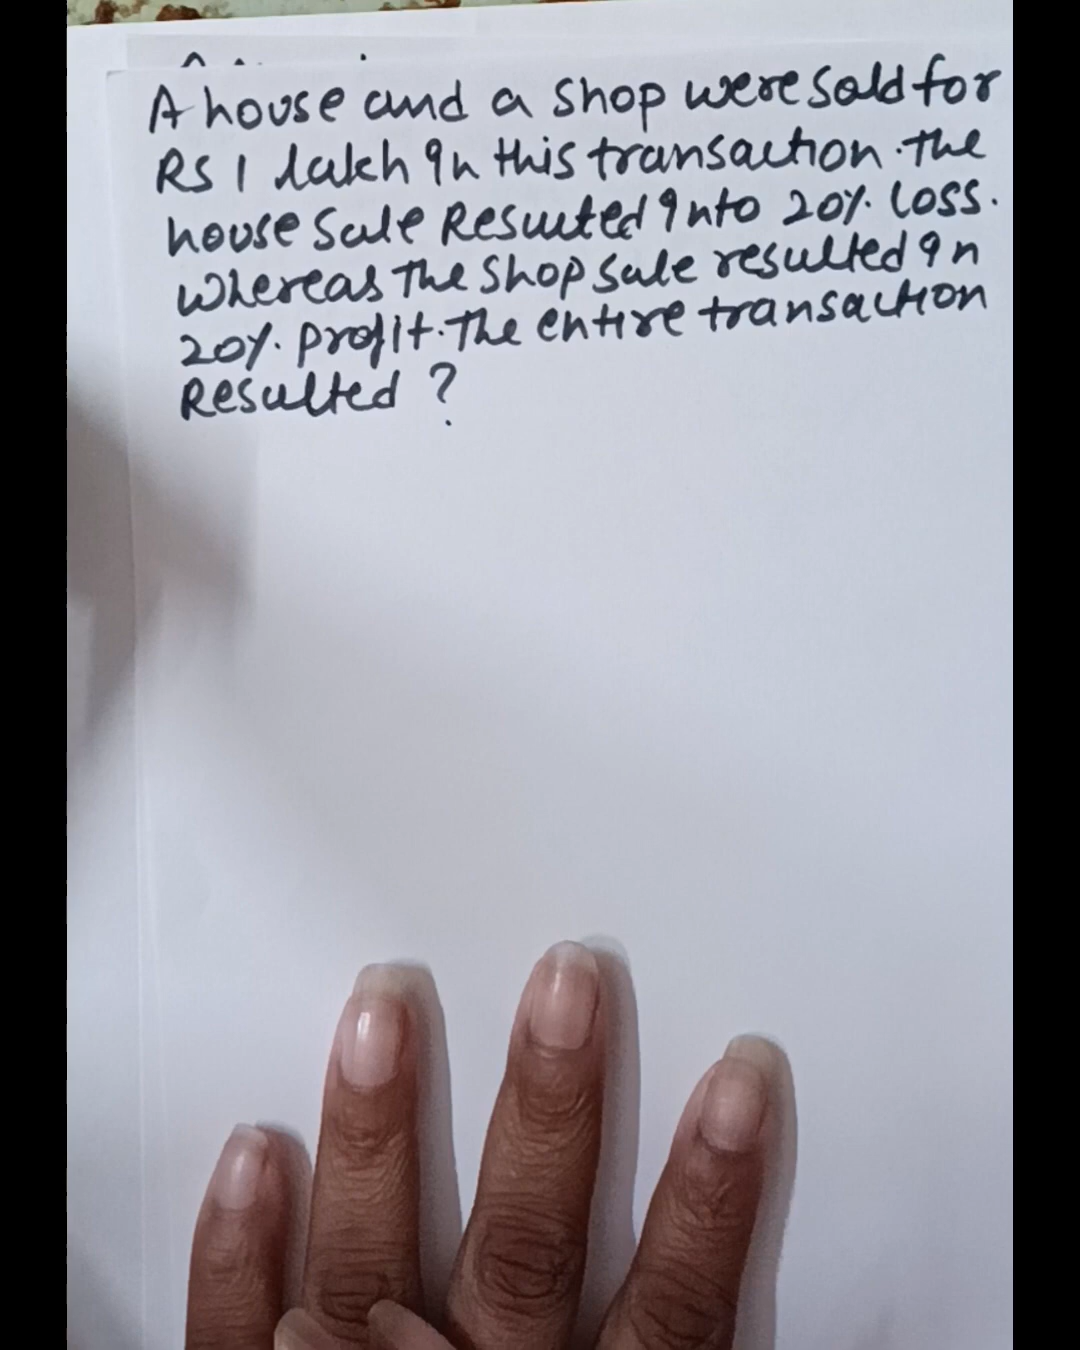 A house and a shop were sold for
RS 1 lakh in this transaction. The
house sale Resulted into 20% loss.
Whereas the shop sale resulted in
20% profit. The entire transaction
Resulted ?